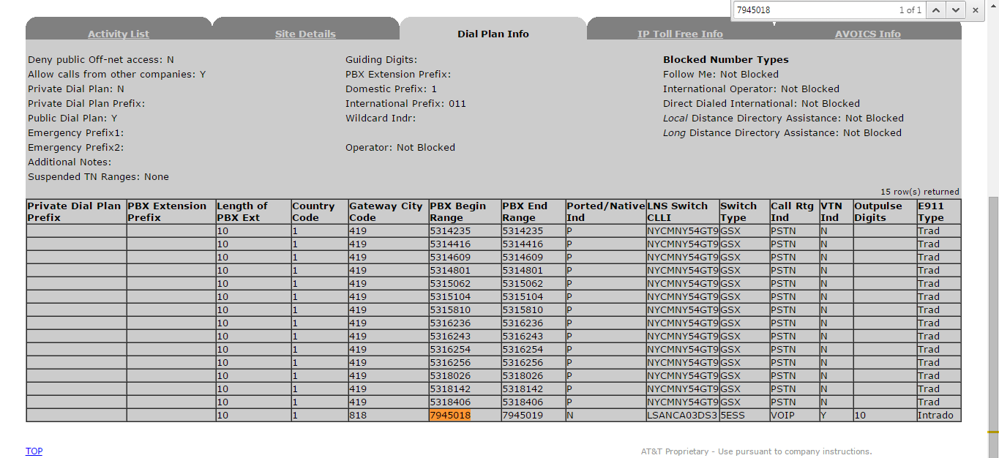 7945018 1 of 1
Activity List Site Details Dial Plan Info IP Toll Free Info AVOICS Info
Deny public Off-net access: N Guiding Digits: Blocked Number Types
Allow calls from other companies: Y PBX Extension Prefix: Follow Me: Not Blocked
Private Dial Plan: N Domestic Prefix: 1 International Operator: Not Blocked
Private Dial Plan Prefix: International Prefix: 011 Direct Dialed International: Not Blocked
Public Dial Plan: Y Wildcard Indr: Local Distance Directory Assistance: Not Blocked
Emergency Prefix1: Long Distance Directory Assistance: Not Blocked
Emergency Prefix2: Operator: Not Blocked
Additional Notes:
Suspended TN Ranges: None
15 row(s) returned
Private Dial Plan PBX Extension Length of Country Gateway City PBX Begin PBX End Ported/Native LNS Switch Switch Call Rtg VTN Outpulse E911
Prefix Prefix PBX Ext Code Code Range Range Ind CLLI Type Ind Ind Digits Type
10 1 419 5314235 5314235 P NYCMNY54GT9 GSX PSTN N Trad
10 1 419 5314416 5314416 P NYCMNY54GT9 GSX PSTN N Trad
10 1 419 5314609 5314609 P NYCMNY54GT9 GSX PSTN N Trad
10 1 419 5314801 5314801 P NYCMNY54GT9 GSX PSTN N Trad
10 1 419 5315062 5315062 P NYCMNY54GT9 GSX PSTN N Trad
10 1 419 5315104 5315104 P NYCMNY54GT9 GSX PSTN N Trad
10 1 419 5315810 5315810 P NYCMNY54GT9 GSX PSTN N Trad
10 1 419 5316236 5316236 P NYCMNY54GT9 GSX PSTN N Trad
10 1 419 5316243 5316243 P NYCMNY54GT9 GSX PSTN N Trad
10 1 419 5316254 5316254 P NYCMNY54GT9 GSX PSTN N Trad
10 1 419 5316256 5316256 P NYCMNY54GT9 GSX PSTN N Trad
10 1 419 5318026 5318026 P NYCMNY54GT9 GSX PSTN N Trad
10 1 419 5318142 5318142 P NYCMNY54GT9 GSX PSTN N Trad
10 1 419 5318406 5318406 P NYCMNY54GT9 GSX PSTN N Trad
10 1 818 7945018 7945019 N LSANCA03DS3 5ESS VOIP Y 10 Intrado
TOP AT&T Proprietary - Use pursuant to company instructions.